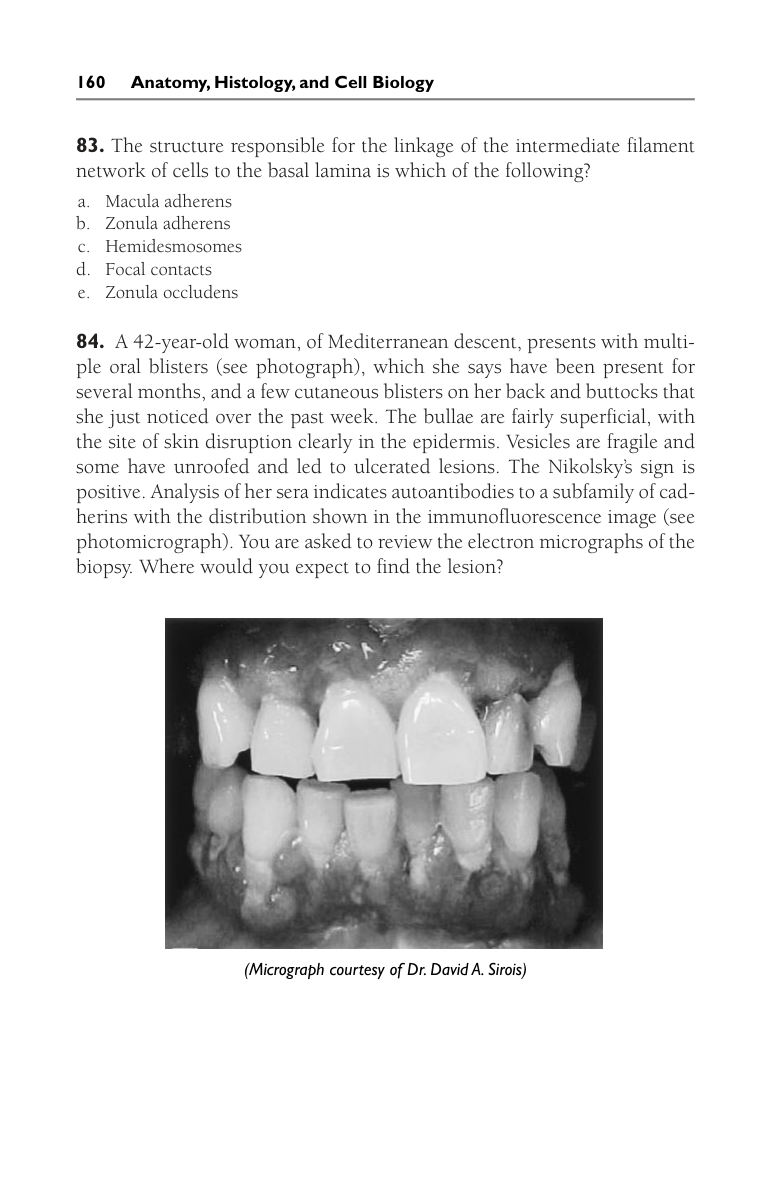 160 Anatomy, Histology, and Cell Biology
83. The structure responsible for the linkage of the intermediate filament
network of cells to the basal lamina is which of the following?
a. Macula adherens
b. Zonula adherens
c. Hemidesmosomes
d. Focal contacts
e. Zonula occludens
84. A 42-year-old woman, of Mediterranean descent, presents with multi-
ple oral blisters (see photograph), which she says have been present for
several months, and a few cutaneous blisters on her back and buttocks that
she just noticed over the past week. The bullae are fairly superficial, with
the site of skin disruption clearly in the epidermis. Vesicles are fragile and
some have unroofed and led to ulcerated lesions. The Nikolsky’s sign is
positive. Analysis of her sera indicates autoantibodies to a subfamily of cad-
herins with the distribution shown in the immunofluorescence image (see
photomicrograph). You are asked to review the electron micrographs of the
biopsy. Where would you expect to find the lesion?
(Micrograph courtesy of Dr. David A. Sirois)